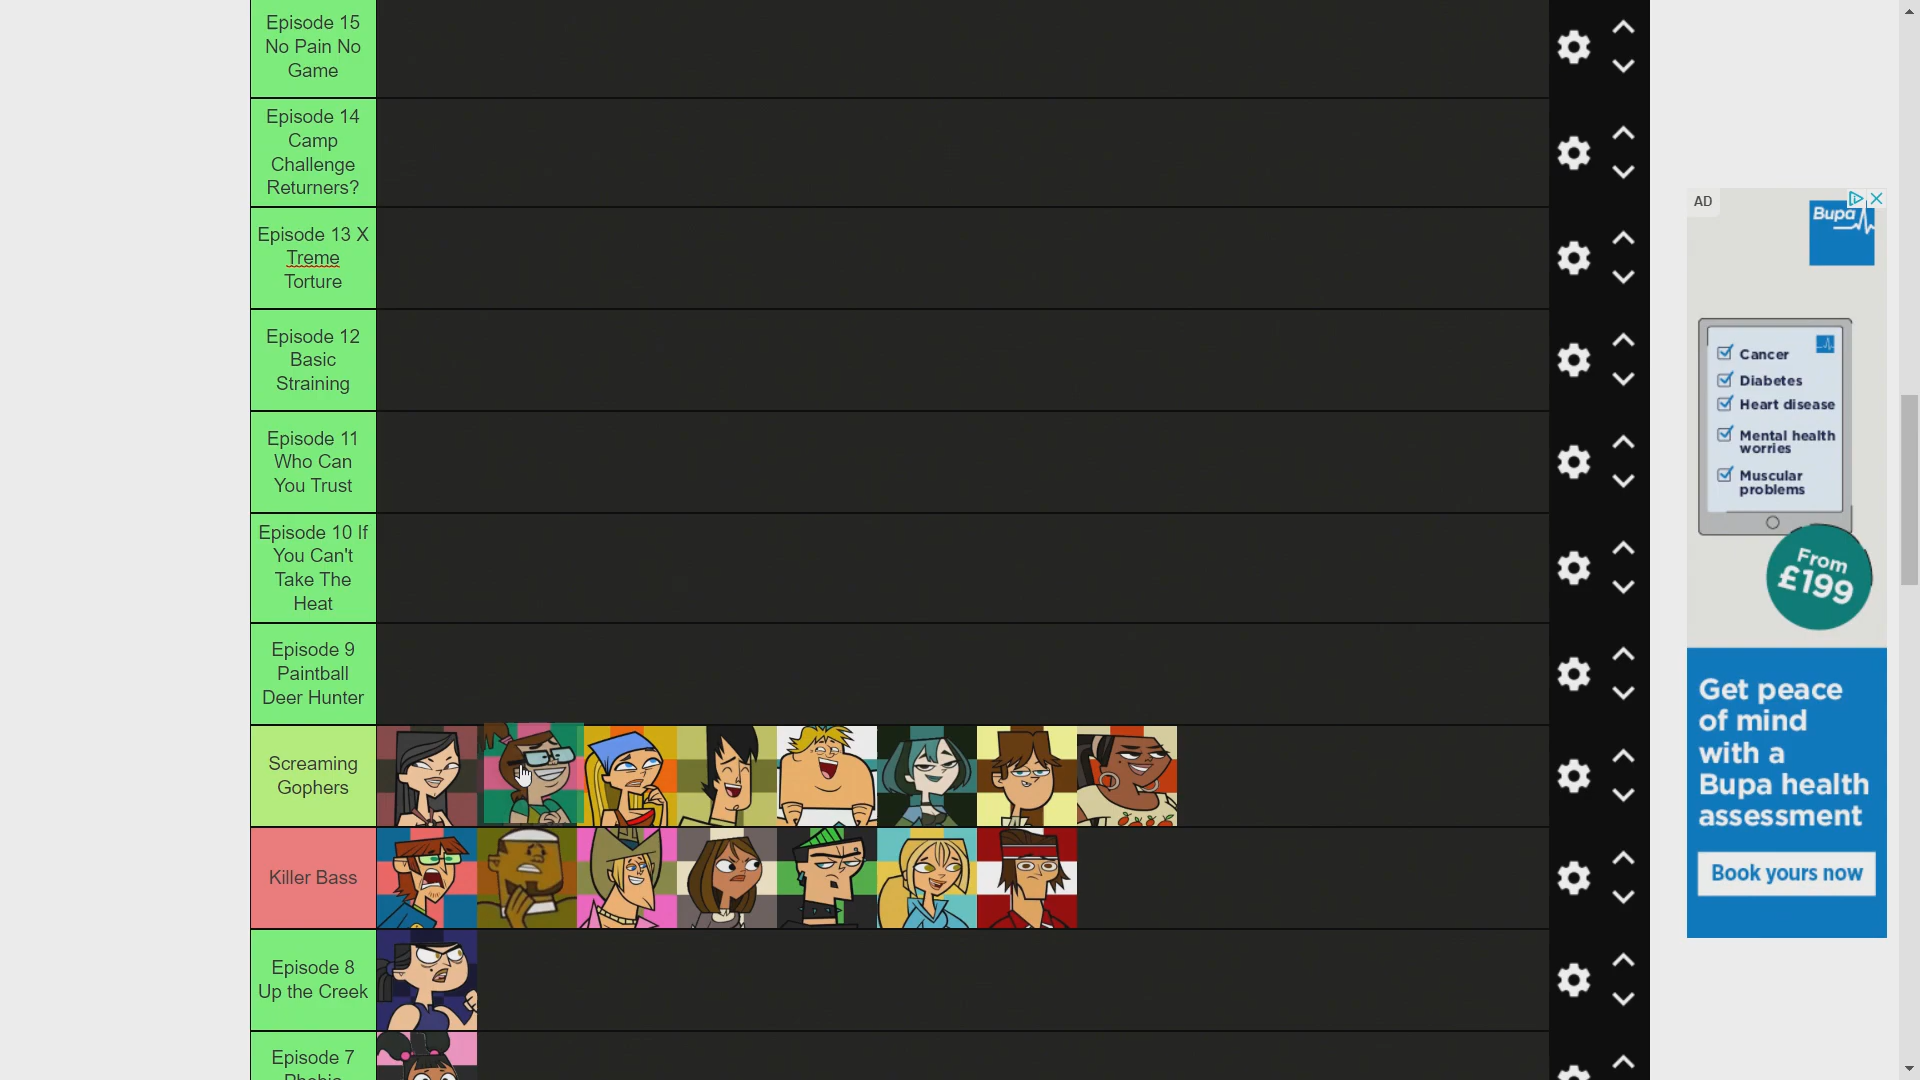 Episode 15
No Pain No
Game
Episode 14
Camp
Challenge
Returners?
Episode 13 X
Treme
Torture
Episode 12
Basic
Straining
Episode 11
Who Can
You Trust
Episode 10 If
You Can't
Take The
Heat
Episode 9
Paintball
Deer Hunter
Screaming
Gophers
Killer Bass
Episode 8
Up the Creek
Episode 7
Phobia
AD
Bupa
Cancer
Diabetes
Heart disease
Mental health
worries
Muscular
problems
From
£199
Get peace
of mind
with a
Bupa health
assessment
Book yours now